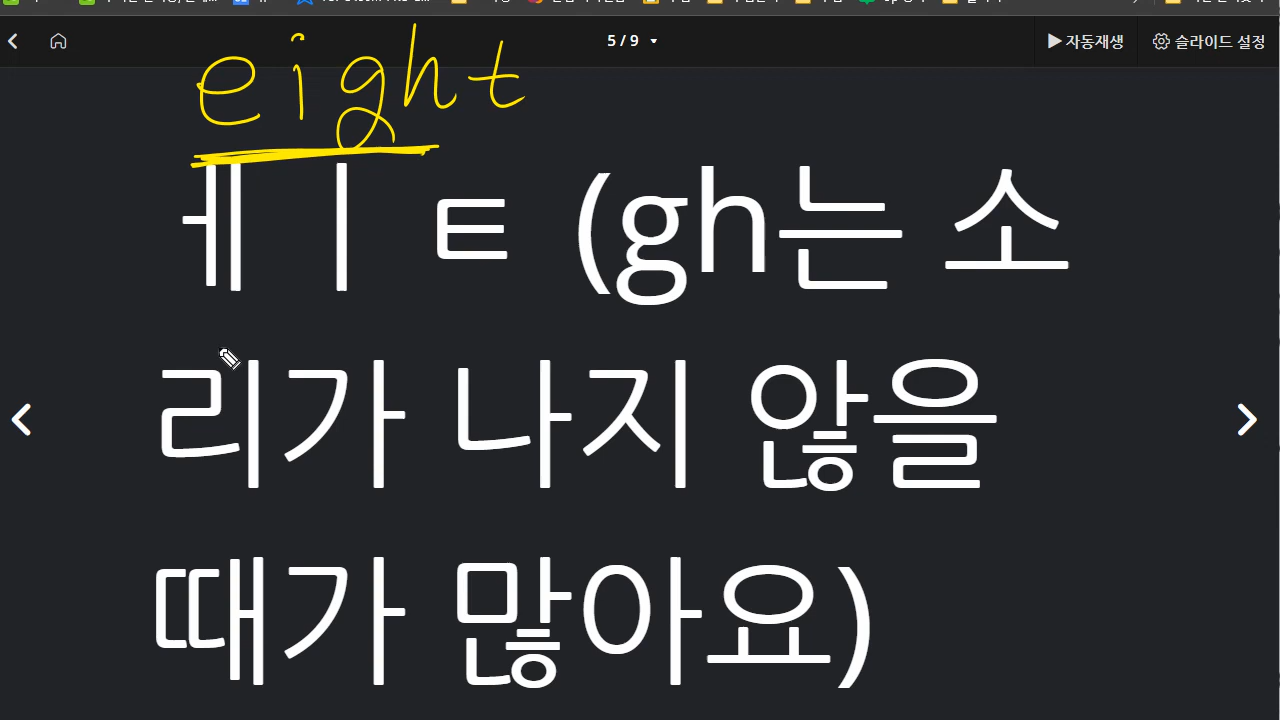 5 / 9
자동재생
슬라이드 설정
eight
ㅔㅣㅌ (gh는 소
리가 나지 않을
때가 많아요)